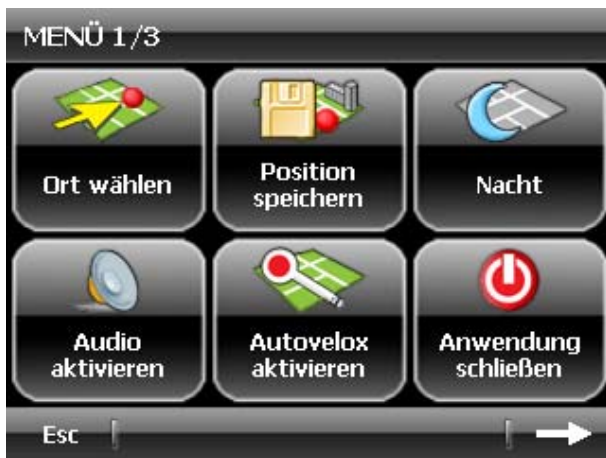 MENÜ 1/3
Ort wählen
Position
speichern
Nacht
Audio
aktivieren
Autovelox
aktivieren
Anwendung
schließen
Esc